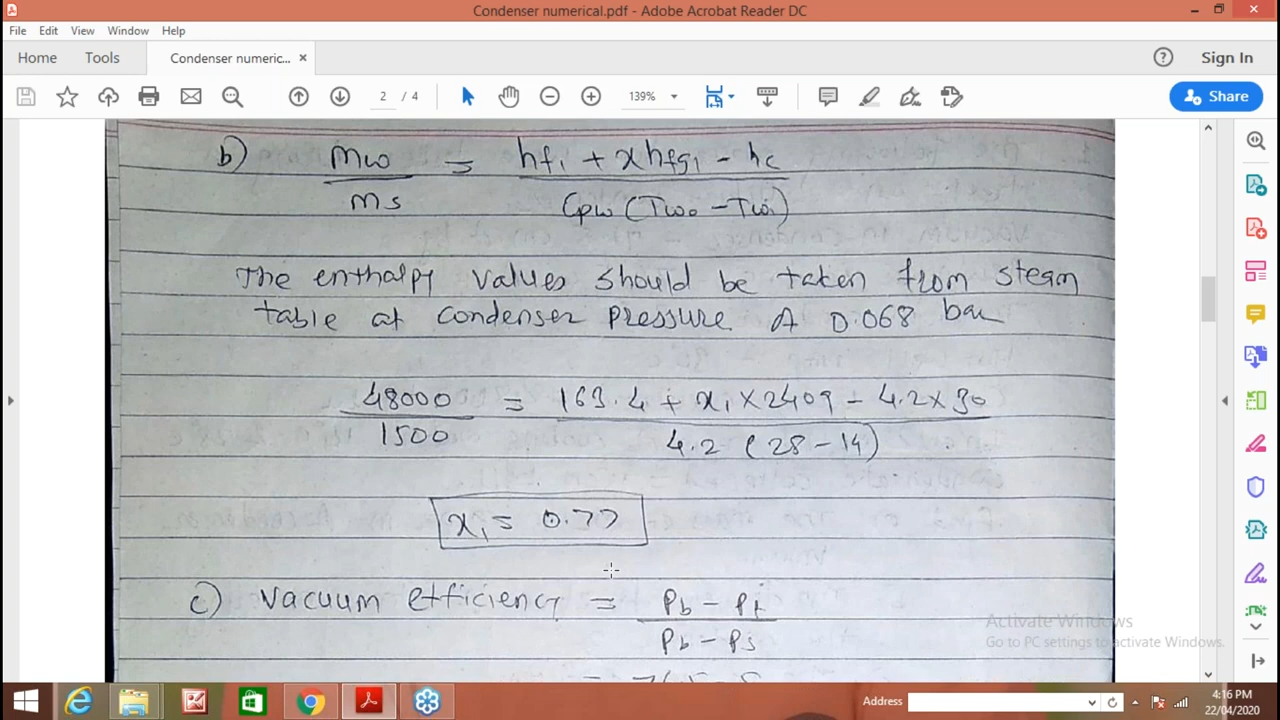 Condenser numerical.pdf - Adobe Acrobat Reader DC
File Edit View Window Help
Home Tools Condenser numeric... × ? Sign In
2 / 4 139% Share
b) mw = hf1 + x hfg1 - hc
ms Cpw (Two - Twi)
The enthalpy values should be taken from steam
table at condenser pressure 0.068 bar
48000 = 163.4 + x1 × 2409 - 4.2 × 30
1500 4.2 (28 - 14)
x1 = 0.77
c) Vacuum efficiency = Pb - Pt
Pb - Ps
Activate Windows
Go to PC settings to activate Windows.
Address
4:16 PM
22/04/2020